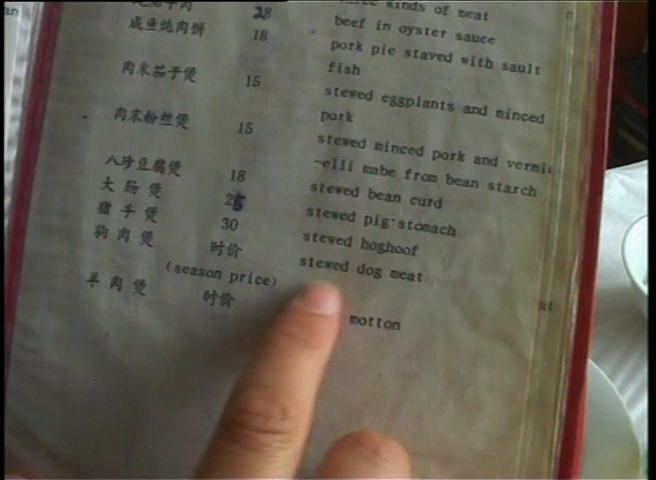 28 kinds of meat
咸鱼炖肉饼 18 beef in oyster sauce
pork pie staved with sault
肉末茄子煲 15 fish
stewed eggplants and minced
肉末粉丝煲 15 pork
stewed minced pork and vermic
八珍豆腐煲 18 -elli mabe from bean starch
大肠煲 25 stewed bean curd
猪手煲 30 stewed pig·stomach
狗肉煲 时价 stewed hoghoof
(season price) stewed dog meat
羊肉煲 时价
motton